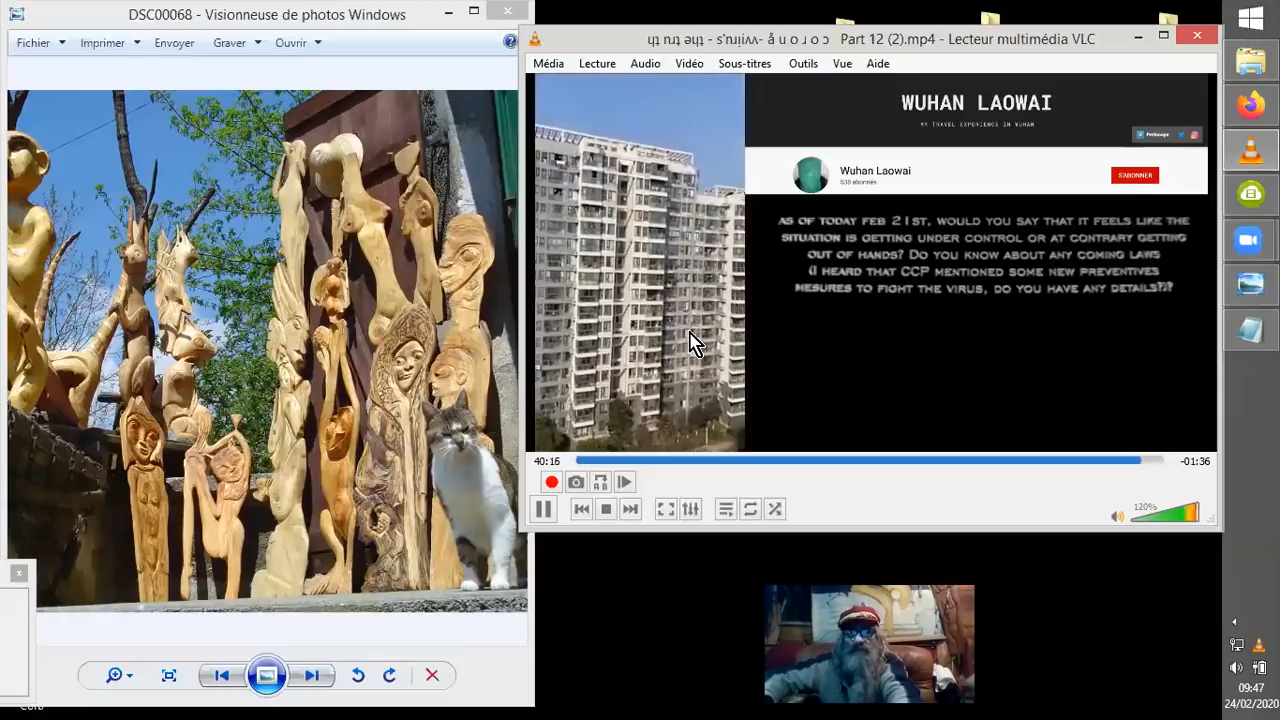 DSC00068 - Visionneuse de photos Windows
Fichier Imprimer Envoyer Graver Ouvrir
Part 12 (2).mp4 - Lecteur multimédia VLC
Média Lecture Audio Vidéo Sous-titres Outils Vue Aide
WUHAN LAOWAI
MY TRAVEL EXPERIENCE IN WUHAN
Periscope
Wuhan Laowai
538 abonnés
S'ABONNER
AS OF TODAY FEB 21ST, WOULD YOU SAY THAT IT FEELS LIKE THE
SITUATION IS GETTING UNDER CONTROL OR AT CONTRARY GETTING
OUT OF HANDS? DO YOU KNOW ABOUT ANY COMING LAWS
(I HEARD THAT CCP MENTIONED SOME NEW PREVENTIVES
MESURES TO FIGHT THE VIRUS, DO YOU HAVE ANY DETAILS??)?
40:16
-01:36
120%
09:47
24/02/2020